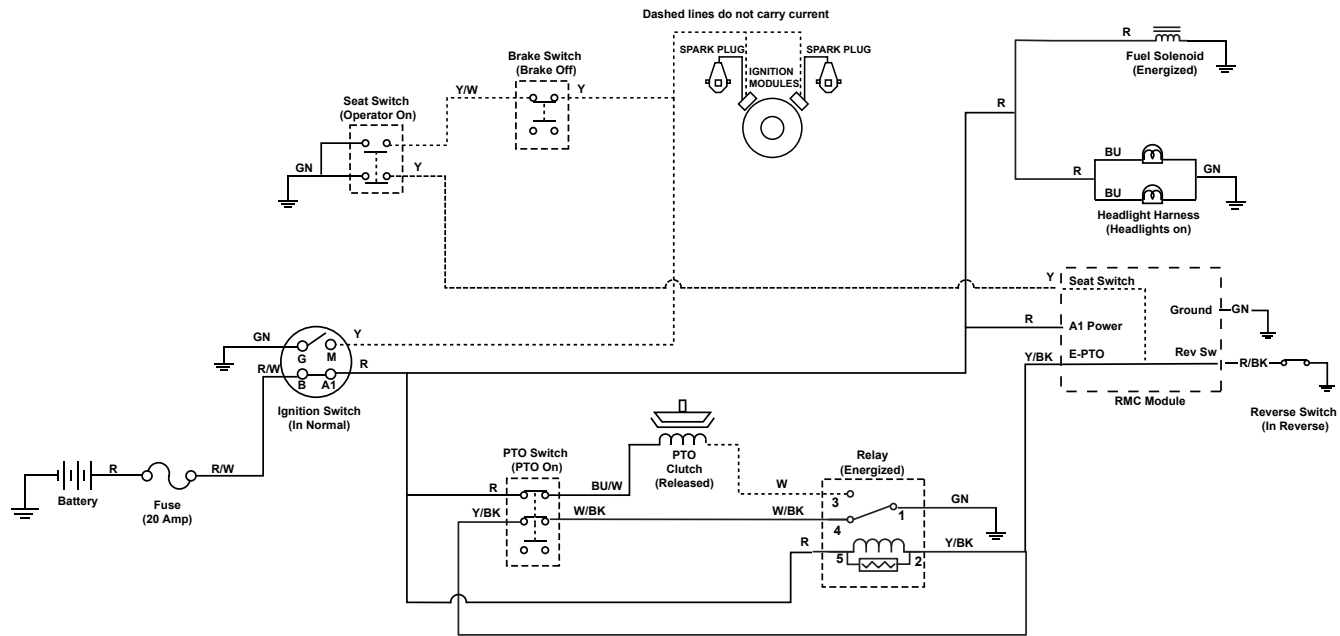 Dashed lines do not carry current
SPARK PLUG
SPARK PLUG
IGNITION
MODULES
R
Fuel Solenoid
(Energized)
Brake Switch
(Brake Off)
Y/W
Y
Seat Switch
(Operator On)
GN
Y
R
R
BU
BU
GN
Headlight Harness
(Headlights on)
Y
Seat Switch
Ground
GN
R
A1 Power
Y/BK
E-PTO
Rev Sw
R/BK
RMC Module
Reverse Switch
(In Reverse)
GN
Y
G
M
R/W
R
B
A1
Ignition Switch
(In Normal)
R
R/W
Battery
Fuse
(20 Amp)
PTO Switch
(PTO On)
R
BU/W
Y/BK
W/BK
PTO
Clutch
(Released)
W
W/BK
Relay
(Energized)
3
4
1
GN
R
5
2
Y/BK